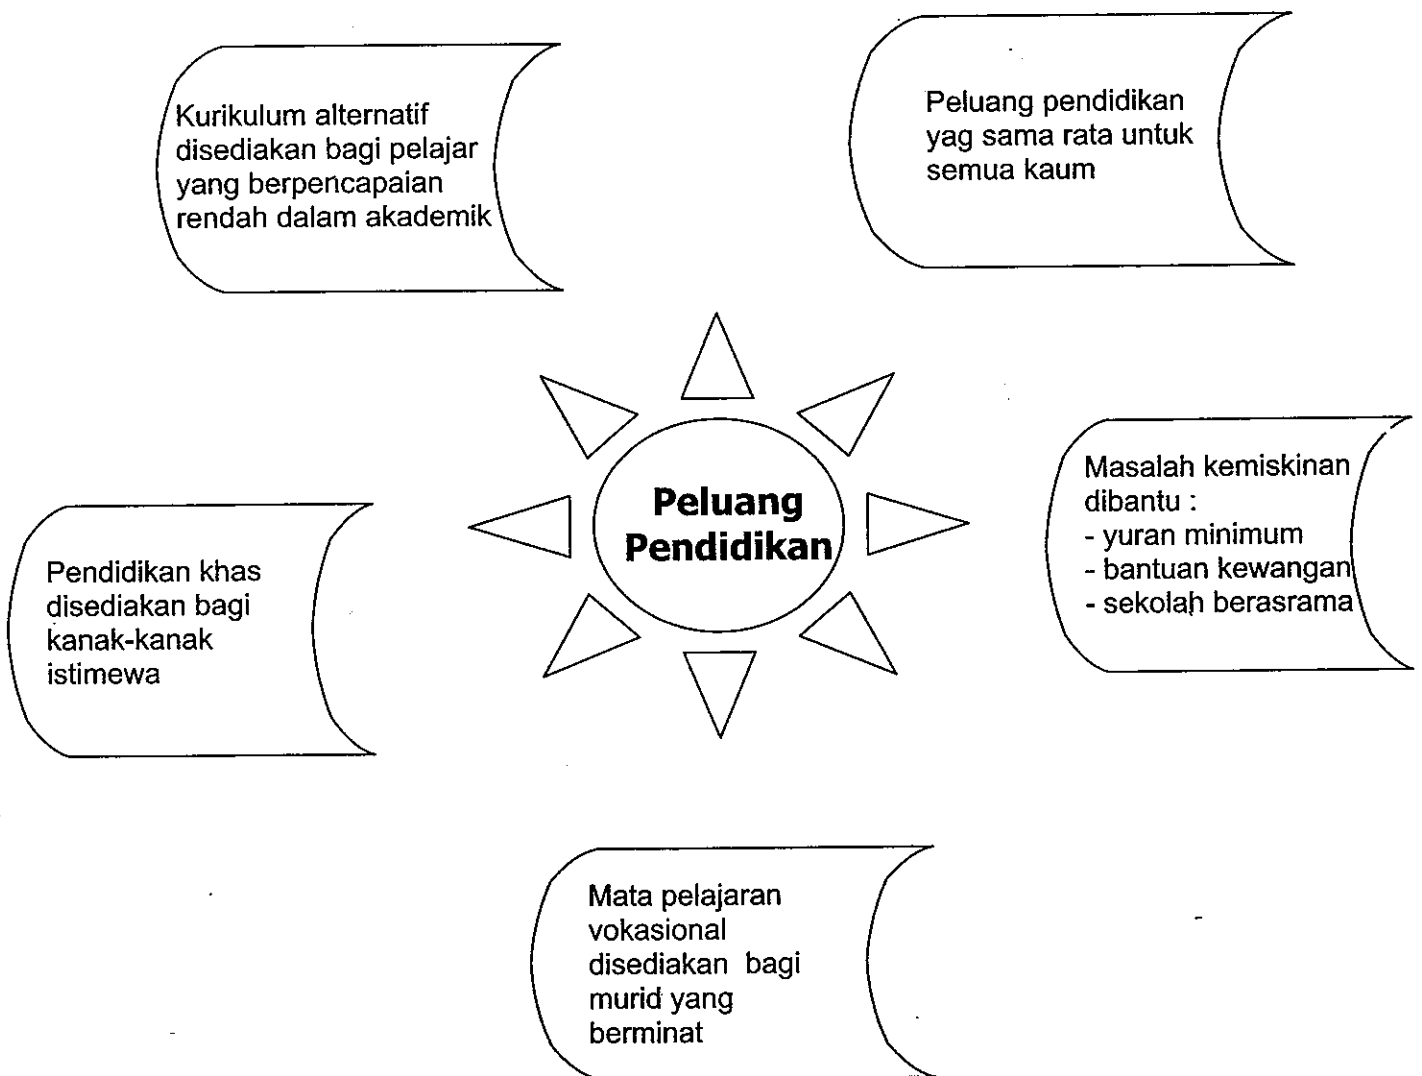 Kurikulum alternatif
disediakan bagi pelajar
yang berpencapaian
rendah dalam akademik
Peluang pendidikan
yag sama rata untuk
semua kaum
Peluang
Pendidikan
Masalah kemiskinan
dibantu :
- yuran minimum
- bantuan kewangan
- sekolah berasrama
Pendidikan khas
disediakan bagi
kanak-kanak
istimewa
Mata pelajaran
vokasional
disediakan bagi
murid yang
berminat